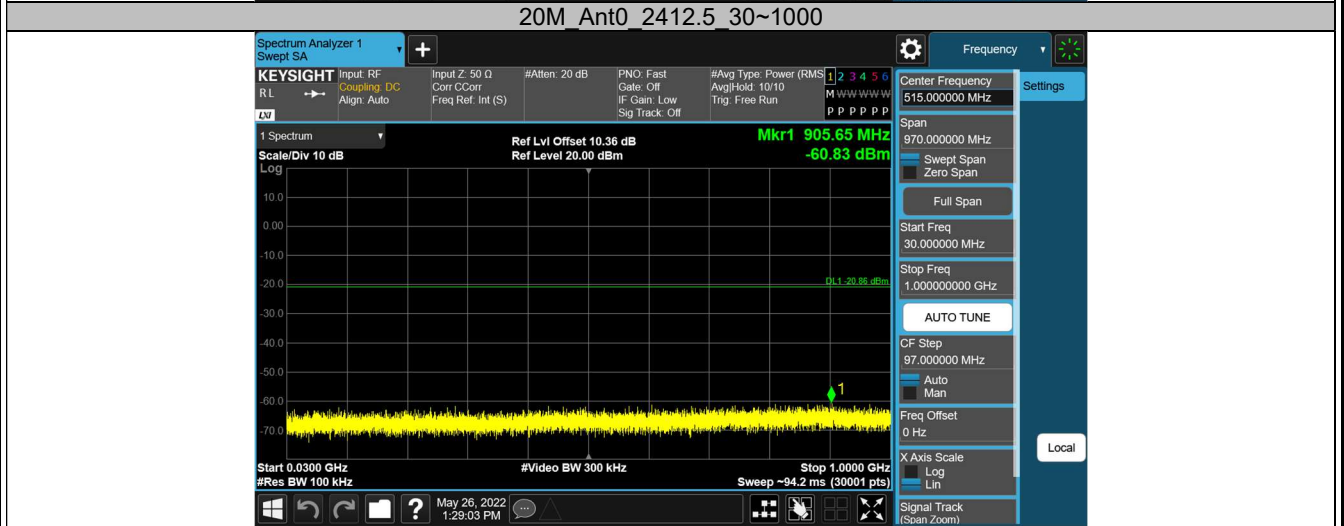 20M_Ant0_2412.5_30~1000
Spectrum Analyzer 1
Swept SA
Frequency
KEYSIGHT
RL
LXI
Input: RF
Coupling: DC
Align: Auto
Input Z: 50 Ω
Corr CCorr
Freq Ref: Int (S)
#Atten: 20 dB
PNO: Fast
Gate: Off
IF Gain: Low
Sig Track: Off
#Avg Type: Power (RMS
Avg|Hold: 10/10
Trig: Free Run
1 2 3 4 5 6
M W W W W W
P P P P P P
Center Frequency
515.000000 MHz
Settings
1 Spectrum
Scale/Div 10 dB
Log
Ref Lvl Offset 10.36 dB
Ref Level 20.00 dBm
Mkr1 905.65 MHz
-60.83 dBm
10.0
0.00
-10.0
-20.0
-30.0
-40.0
-50.0
-60.0
-70.0
DL1 -20.86 dBm
1
Start 0.0300 GHz
#Res BW 100 kHz
#Video BW 300 kHz
Stop 1.0000 GHz
Sweep ~94.2 ms (30001 pts)
Span
970.000000 MHz
Swept Span
Zero Span
Full Span
Start Freq
30.000000 MHz
Stop Freq
1.000000000 GHz
AUTO TUNE
CF Step
97.000000 MHz
Auto
Man
Freq Offset
0 Hz
X Axis Scale
Log
Lin
Local
Signal Track
(Span Zoom)
May 26, 2022
1:29:03 PM